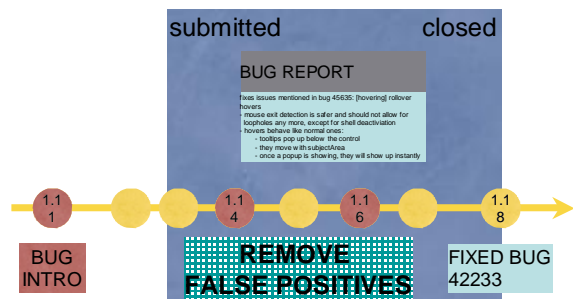 submitted closed
BUG REPORT
fixes issues mentioned in bug 45635: [hovering] rollover
hovers
- mouse exit detection is safer and should not allow for
loopholes any more, except for shell deactiviation
- hovers behave like normal ones:
- tooltips pop up below the control
- they move with subjectArea
- once a popup is showing, they will show up instantly
1.1
1
1.1
4
1.1
6
1.1
8
BUG
INTRO
REMOVE
FALSE POSITIVES
FIXED BUG
42233